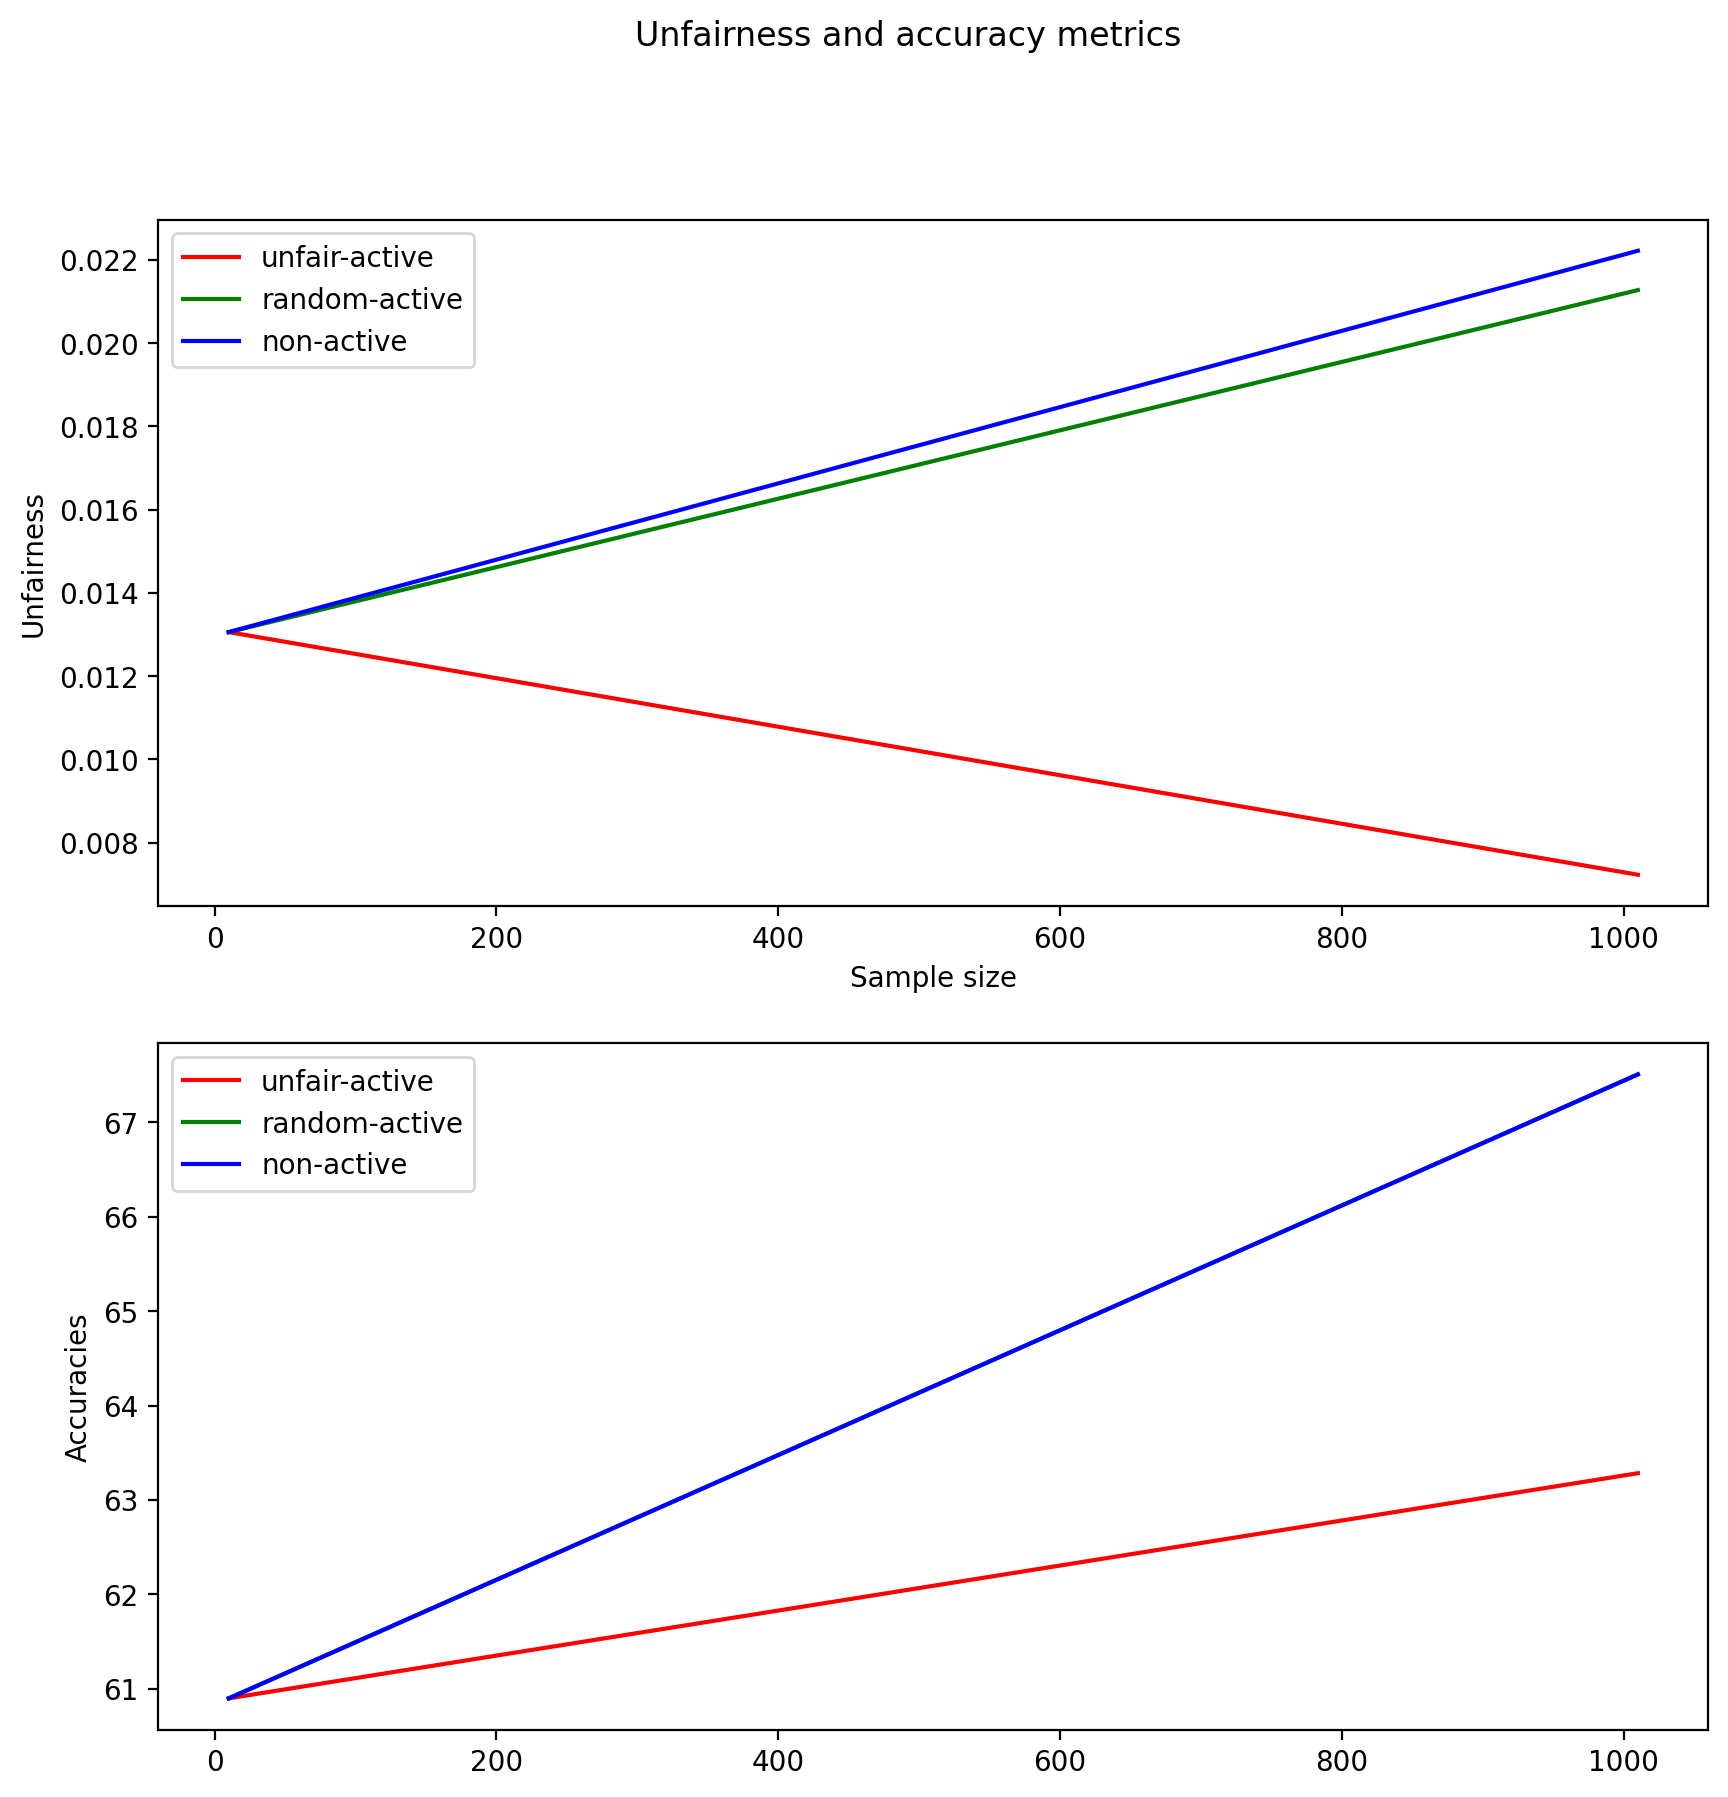 Unfairness and accuracy metrics
unfair-active
random-active
non-active
0.022
0.020
0.018
0.016
0.014
0.012
0.010
0.008
Unfairness
0 200 400 600 800 1000
Sample size
unfair-active
random-active
non-active
67
66
65
64
63
62
61
Accuracies
0 200 400 600 800 1000